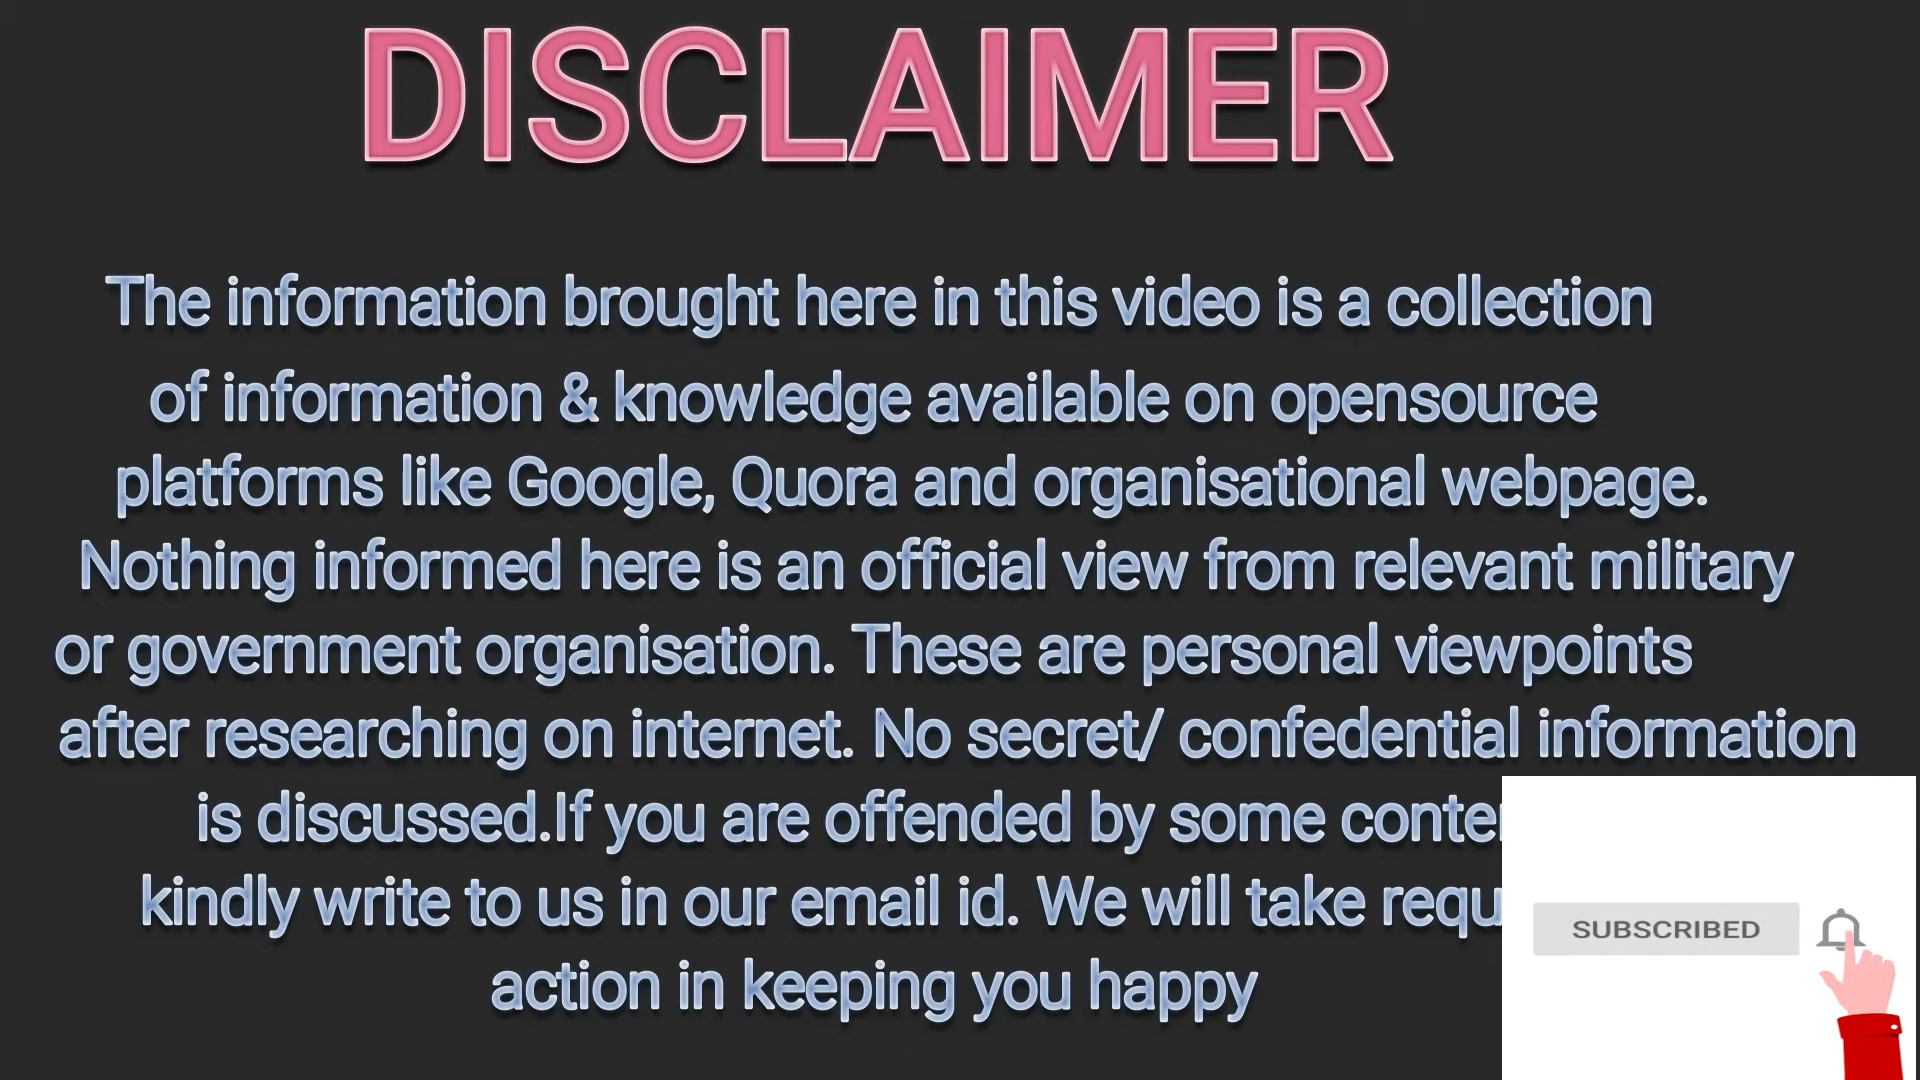 DISCLAIMER
The information brought here in this video is a collection
of information & knowledge available on opensource
platforms like Google, Quora and organisational webpage.
Nothing informed here is an official view from relevant military
or government organisation. These are personal viewpoints
after researching on internet. No secret/ confedential information
is discussed.If you are offended by some
kindly write to us in our email id. We will take
action in keeping you happy
SUBSCRIBED